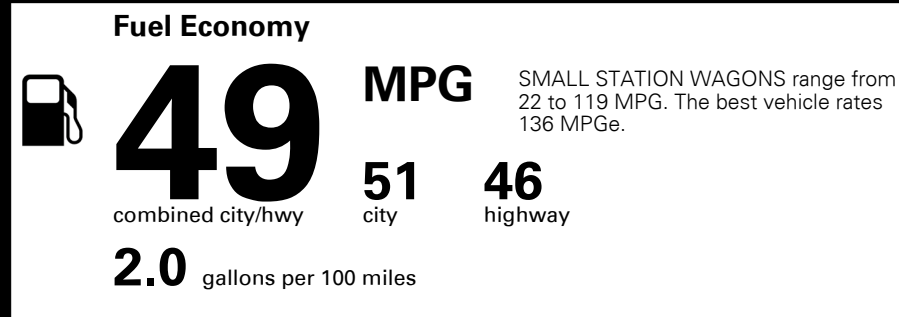 Fuel Economy
49
MPG
SMALL STATION WAGONS range from
22 to 119 MPG. The best vehicle rates
136 MPGe.
combined city/hwy
51
city
46
highway
2.0 gallons per 100 miles